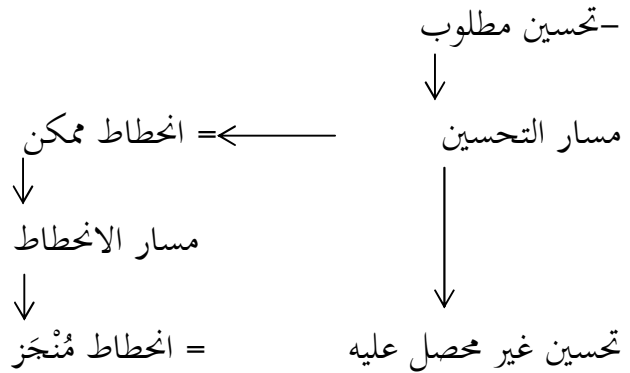 –تحسين مطلوب
مسار التحسين = انحطاط ممكن
مسار الانحطاط
تحسين غير محصل عليه = انحطاط مُنْجَز